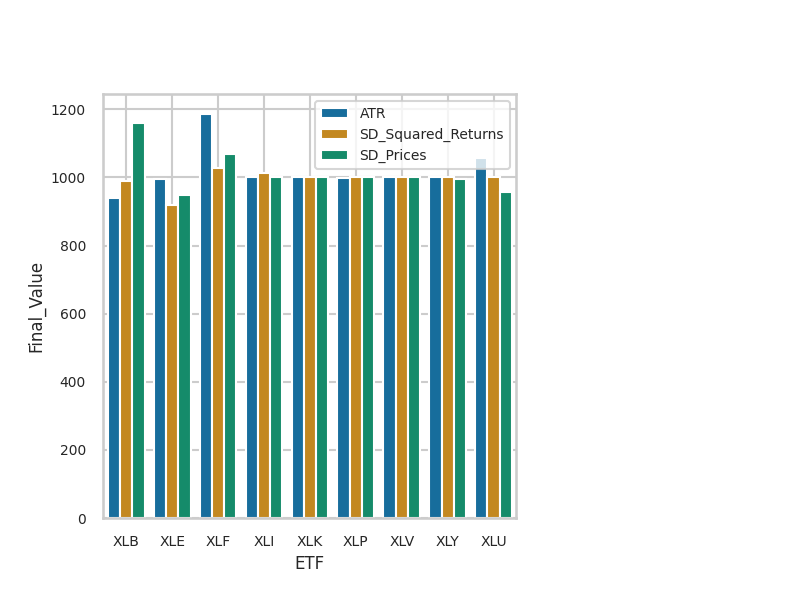 1200
1000
800
600
400
200
0
Final_Value
ATR
SD_Squared_Returns
SD_Prices
XLB XLE XLF XLI XLK XLP XLV XLY XLU
ETF